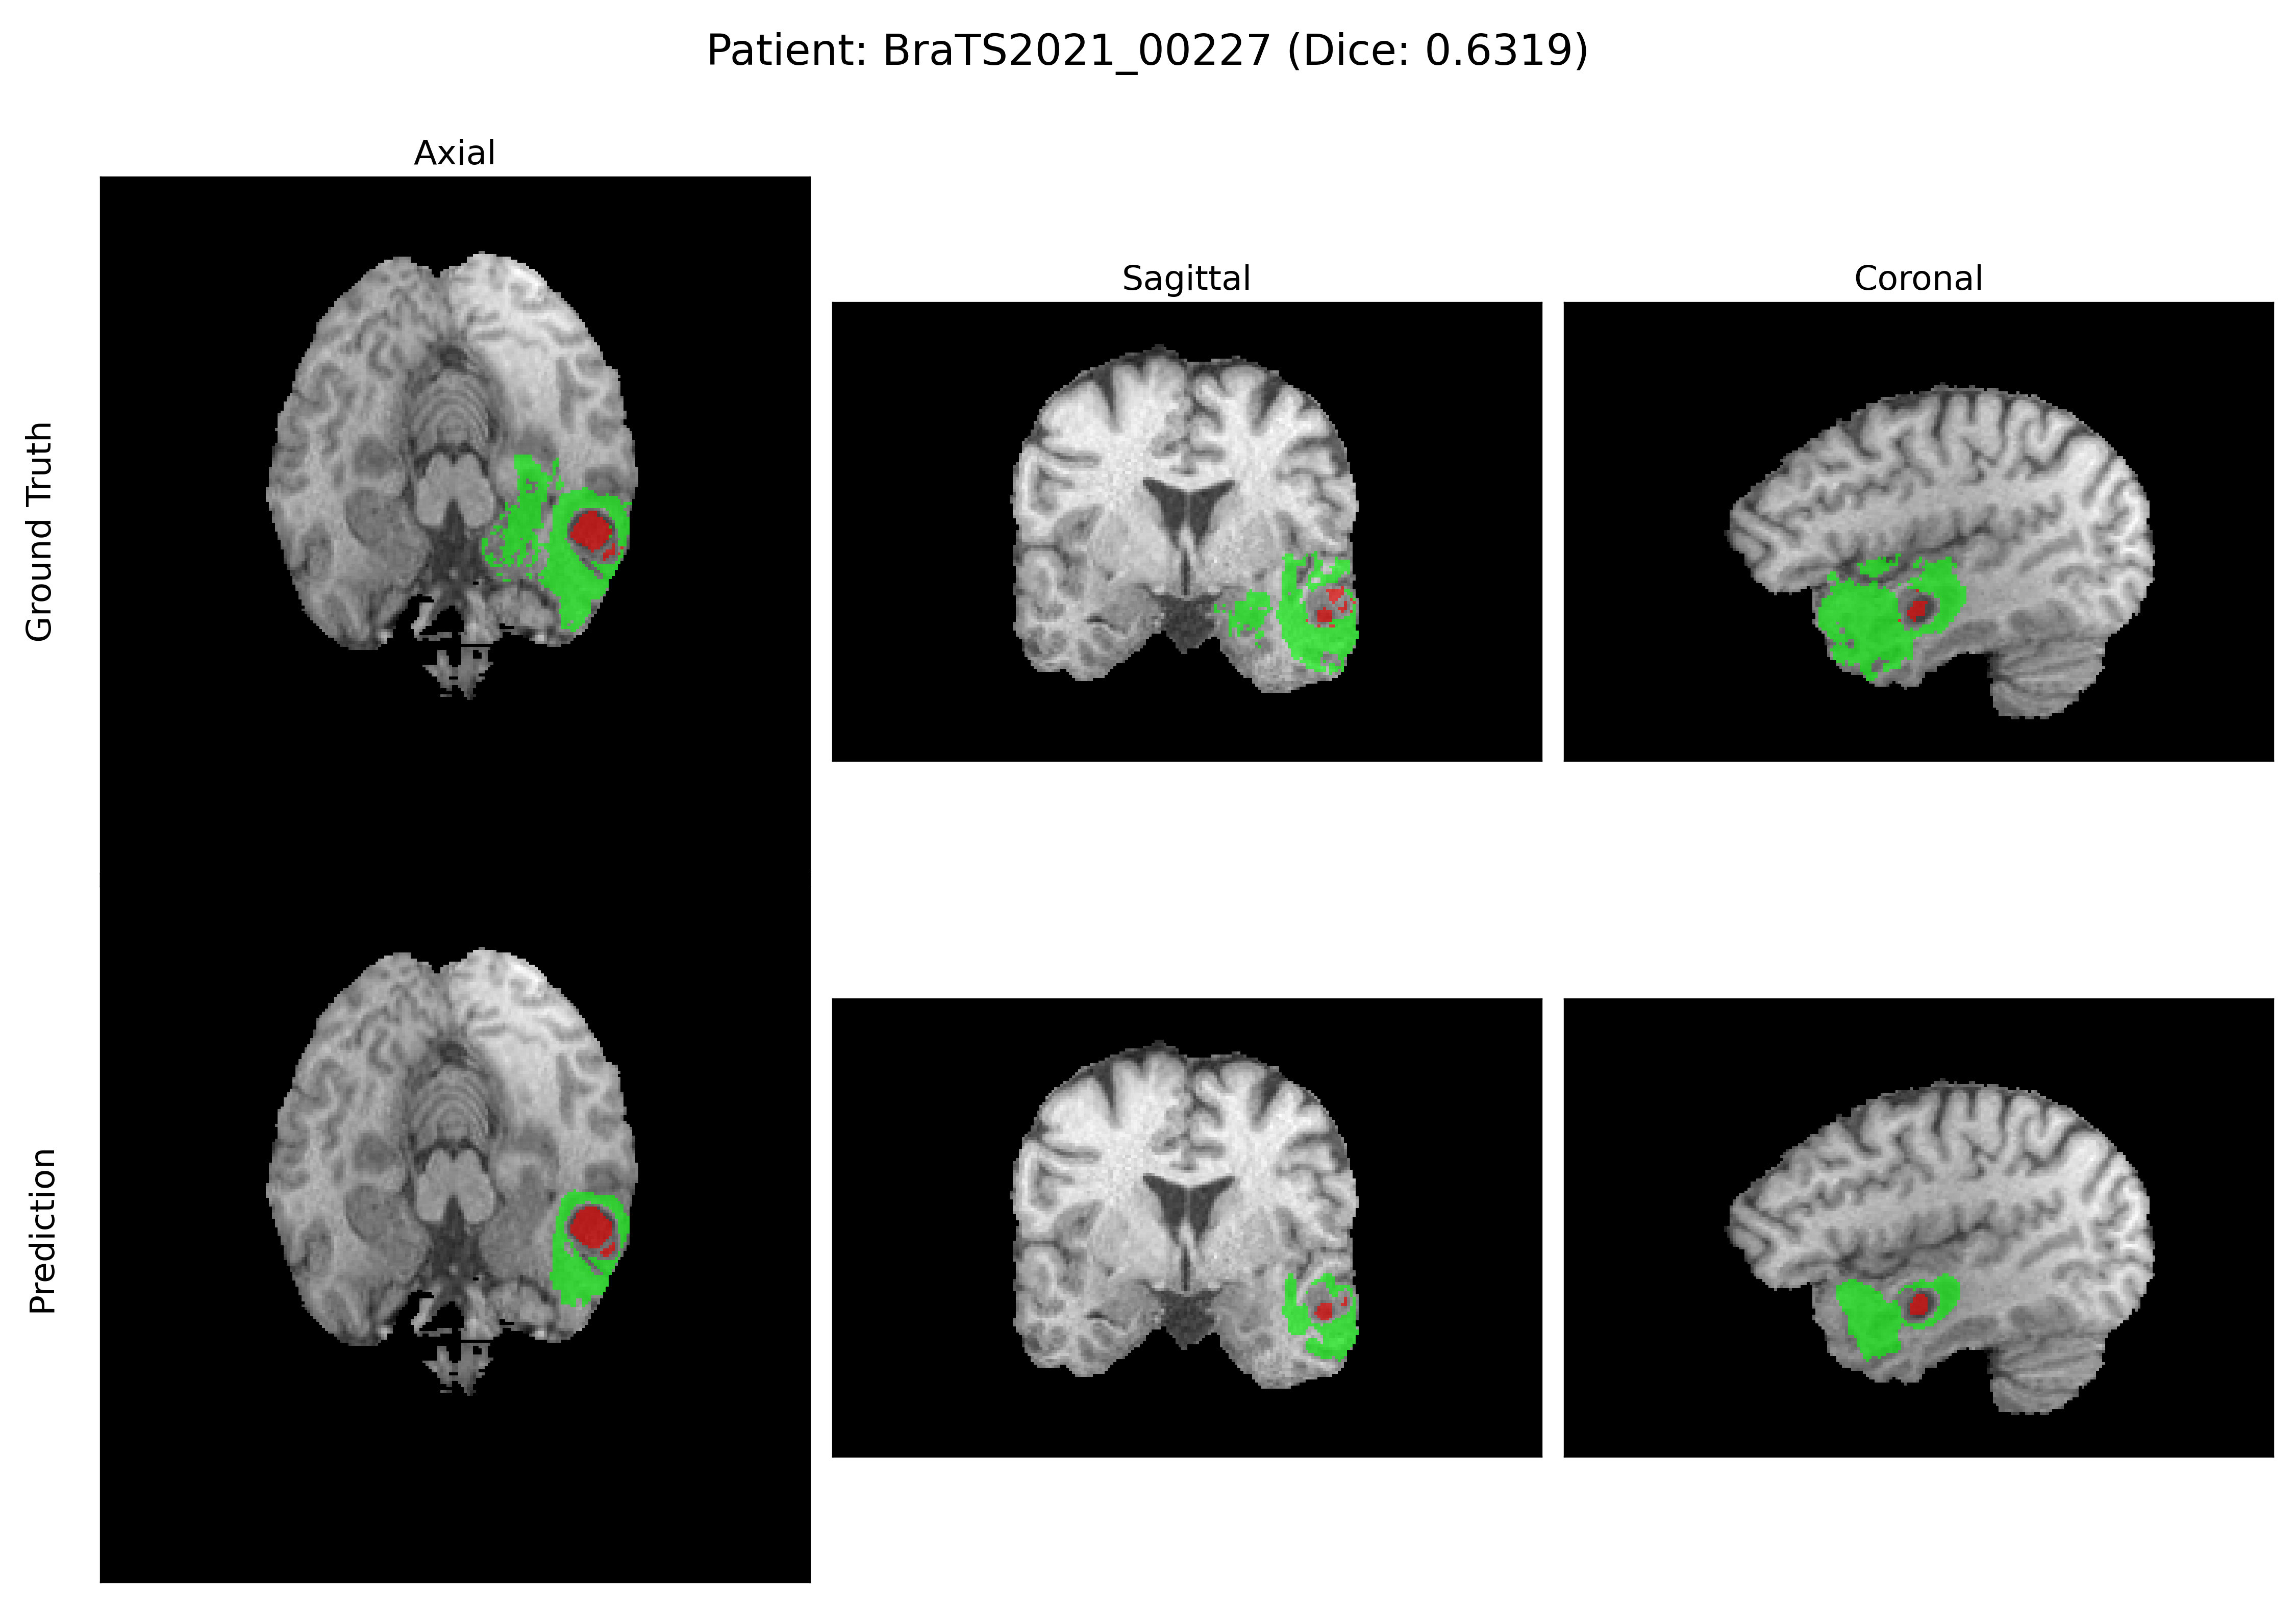 Patient: BraTS2021_00227 (Dice: 0.6319)
Axial
Sagittal
Coronal
Ground Truth
Prediction